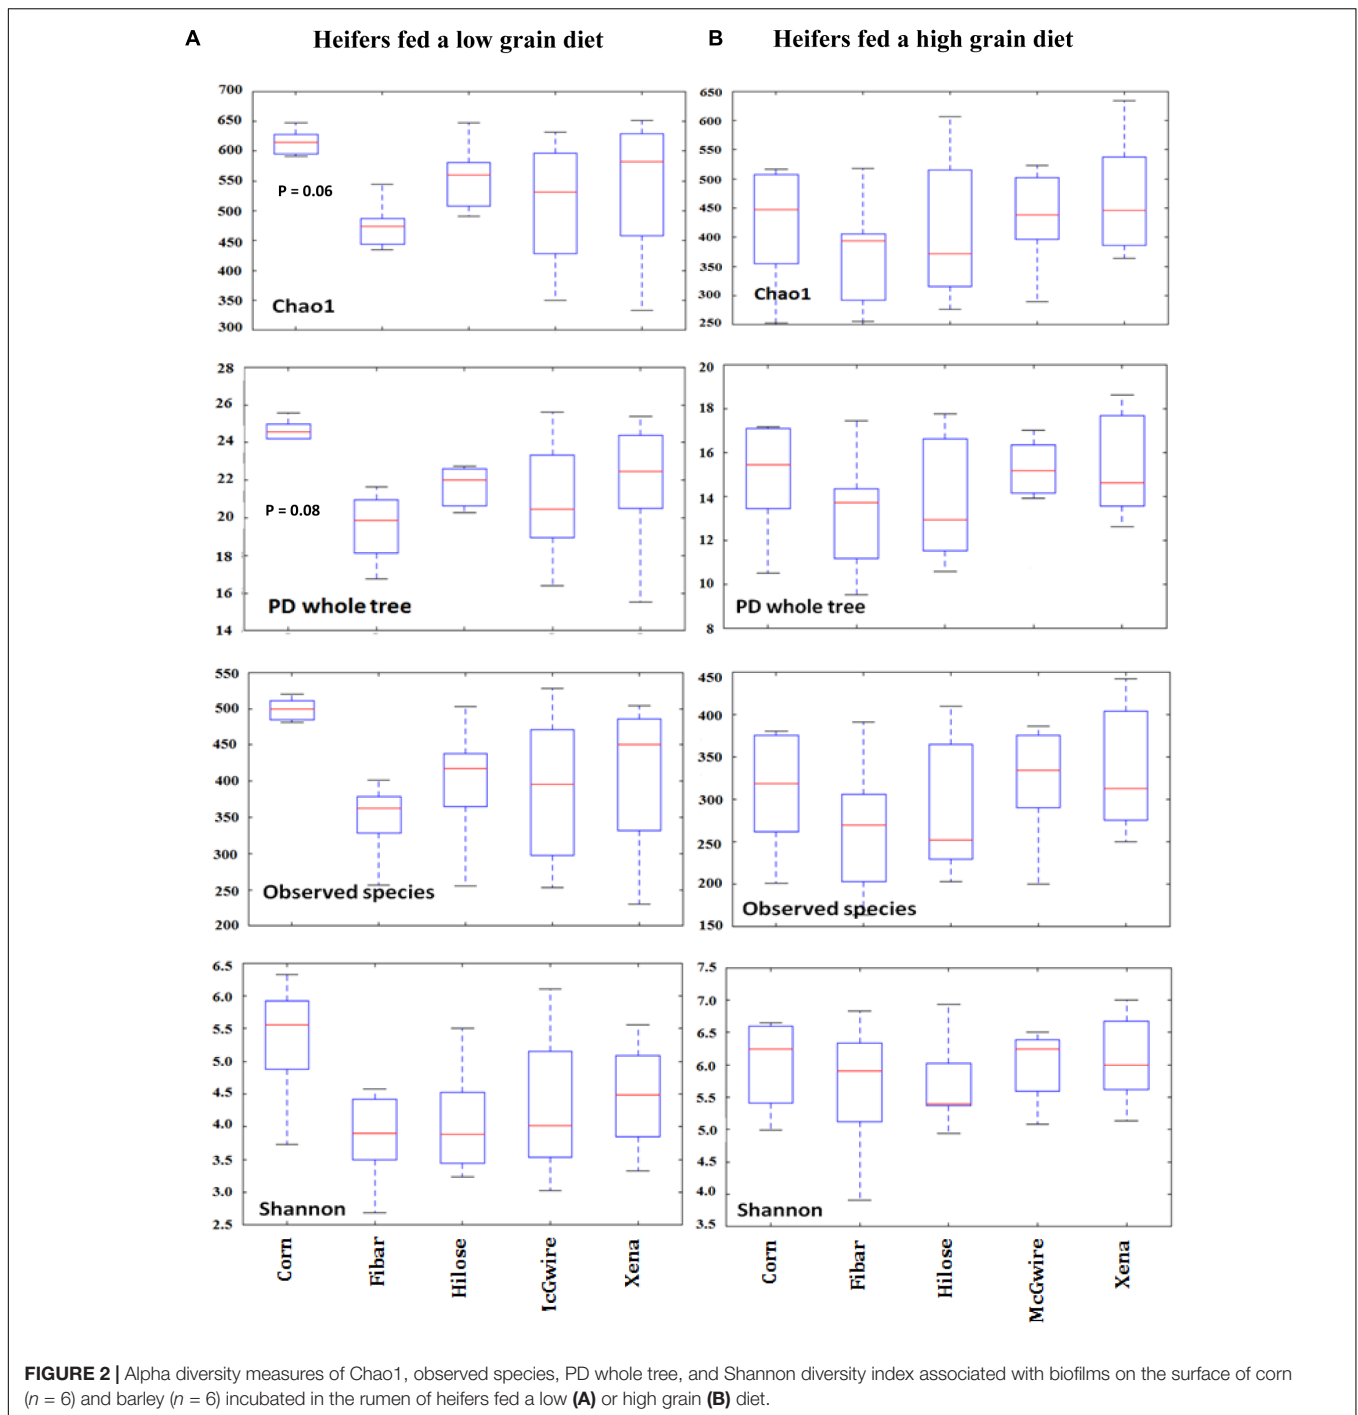 A Heifers fed a low grain diet
B Heifers fed a high grain diet
700
650
600
550
500
450
400
350
300
P = 0.06
Chao1
650
600
550
500
450
400
350
300
250
Chao1
28
26
24
22
20
18
16
14
P = 0.08
PD whole tree
20
18
16
14
12
10
8
PD whole tree
550
500
450
400
350
300
250
200
Observed species
450
400
350
300
250
200
150
Observed species
6.5
6.0
5.5
5.0
4.5
4.0
3.5
3.0
2.5
Shannon
7.5
7.0
6.5
6.0
5.5
5.0
4.5
4.0
3.5
Shannon
Corn
Fibar
Hilose
IcGwire
Xena
Corn
Fibar
Hilose
McGwire
Xena
FIGURE 2 | Alpha diversity measures of Chao1, observed species, PD whole tree, and Shannon diversity index associated with biofilms on the surface of corn
(n = 6) and barley (n = 6) incubated in the rumen of heifers fed a low (A) or high grain (B) diet.